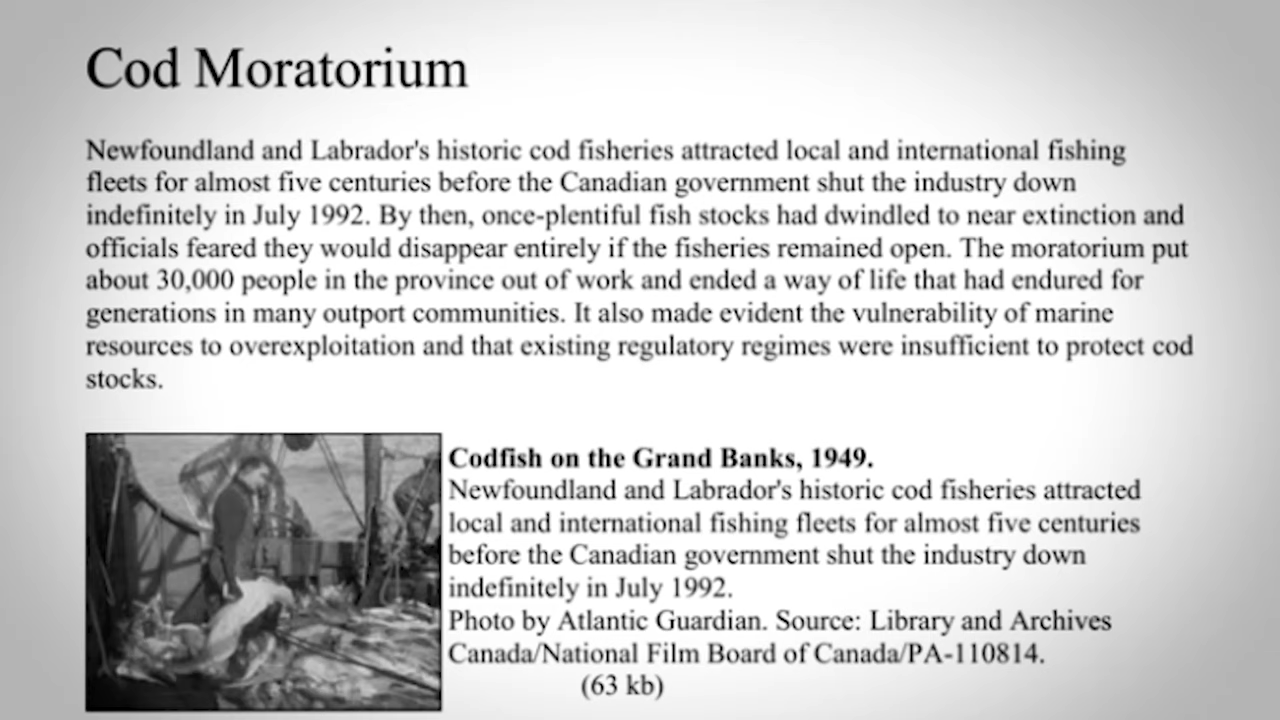 Cod Moratorium
Newfoundland and Labrador's historic cod fisheries attracted local and international fishing
fleets for almost five centuries before the Canadian government shut the industry down
indefinitely in July 1992. By then, once-plentiful fish stocks had dwindled to near extinction and
officials feared they would disappear entirely if the fisheries remained open. The moratorium put
about 30,000 people in the province out of work and ended a way of life that had endured for
generations in many outport communities. It also made evident the vulnerability of marine
resources to overexploitation and that existing regulatory regimes were insufficient to protect cod
stocks.
Codfish on the Grand Banks, 1949.
Newfoundland and Labrador's historic cod fisheries attracted
local and international fishing fleets for almost five centuries
before the Canadian government shut the industry down
indefinitely in July 1992.
Photo by Atlantic Guardian. Source: Library and Archives
Canada/National Film Board of Canada/PA-110814.
(63 kb)